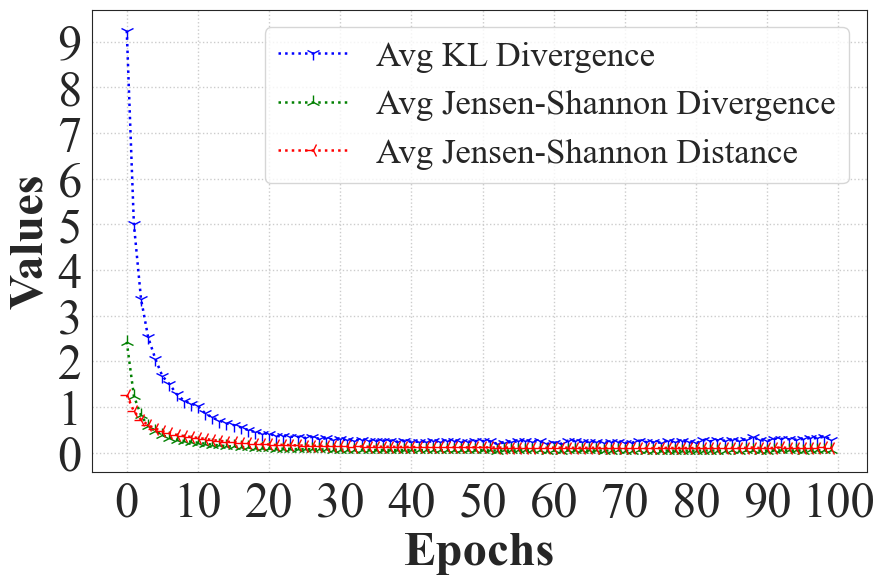 Avg KL Divergence
Avg Jensen-Shannon Divergence
Avg Jensen-Shannon Distance
Values
9
8
7
6
5
4
3
2
1
0
0 10 20 30 40 50 60 70 80 90 100
Epochs